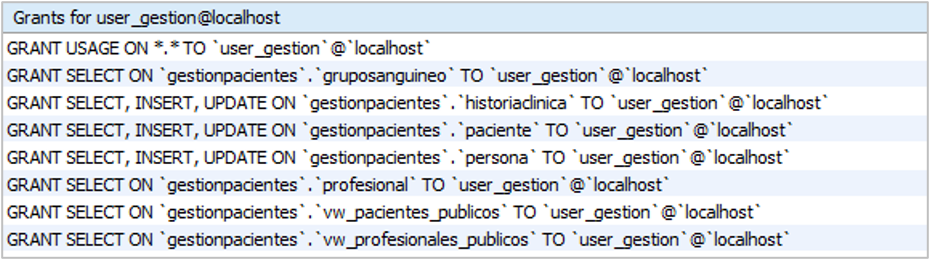 Grants for user_gestion@localhost
GRANT USAGE ON *.* TO `user_gestion`@`localhost`
GRANT SELECT ON `gestionpacientes`.`gruposanguineo` TO `user_gestion`@`localhost`
GRANT SELECT, INSERT, UPDATE ON `gestionpacientes`.`historiaclinica` TO `user_gestion`@`localhost`
GRANT SELECT, INSERT, UPDATE ON `gestionpacientes`.`paciente` TO `user_gestion`@`localhost`
GRANT SELECT, INSERT, UPDATE ON `gestionpacientes`.`persona` TO `user_gestion`@`localhost`
GRANT SELECT ON `gestionpacientes`.`profesional` TO `user_gestion`@`localhost`
GRANT SELECT ON `gestionpacientes`.`vw_pacientes_publicos` TO `user_gestion`@`localhost`
GRANT SELECT ON `gestionpacientes`.`vw_profesionales_publicos` TO `user_gestion`@`localhost`